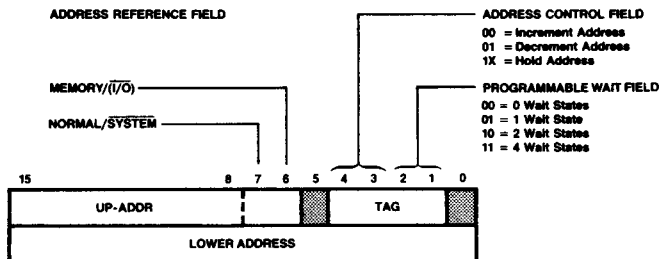 ADDRESS REFERENCE FIELD
ADDRESS CONTROL FIELD
00 = Increment Address
01 = Decrement Address
1X = Hold Address
MEMORY/(I/O)
PROGRAMMABLE WAIT FIELD
00 = 0 Wait States
01 = 1 Wait State
10 = 2 Wait States
11 = 4 Wait States
NORMAL/SYSTEM
15 8 7 6 5 4 3 2 1 0
UP-ADDR TAG
LOWER ADDRESS